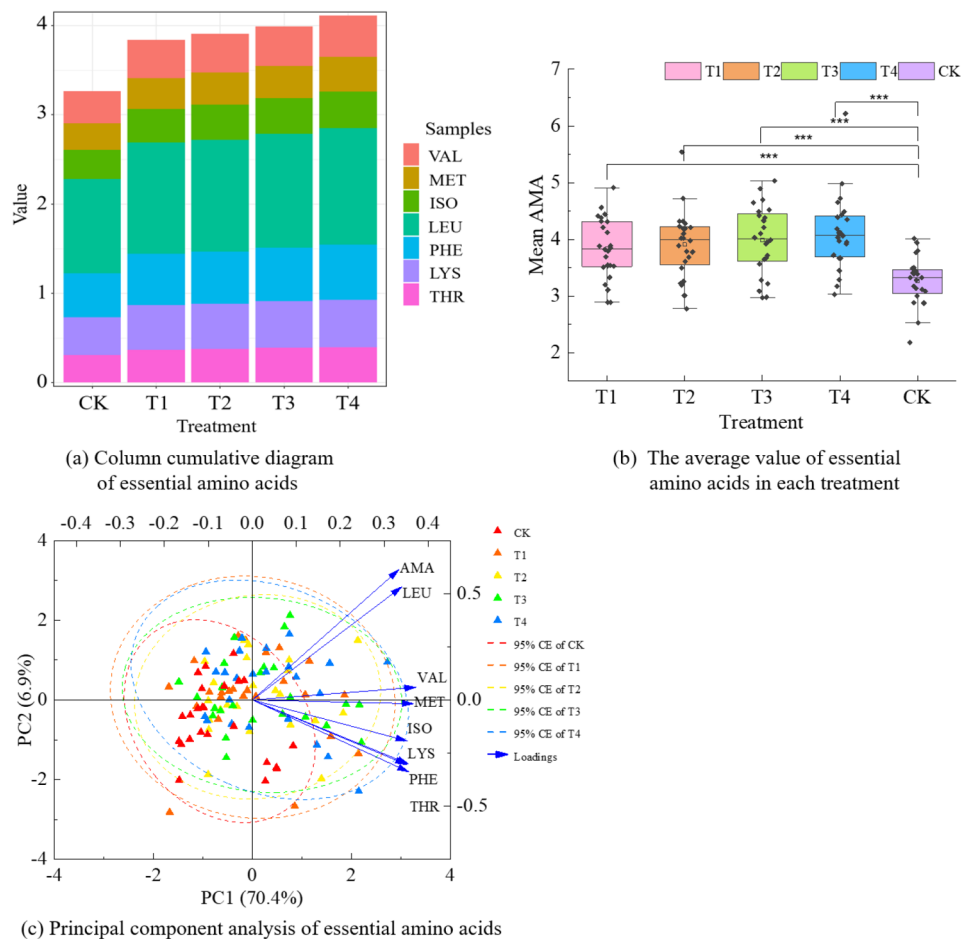 4
3
2
1
0
Value
CK T1 T2 T3 T4
Treatment
Samples
VAL
MET
ISO
LEU
PHE
LYS
THR
(a) Column cumulative diagram
of essential amino acids
7
6
5
4
3
2
Mean AMA
T1 T2 T3 T4 CK
***
***
***
***
T1 T2 T3 T4 CK
Treatment
(b) The average value of essential
amino acids in each treatment
-0.4 -0.3 -0.2 -0.1 0.0 0.1 0.2 0.3 0.4
4
2
0
-2
-4
PC2 (6.9%)
0.5
0.0
-0.5
AMA
LEU
VAL
MET
ISO
LYS
PHE
THR
-4 -2 0 2 4
PC1 (70.4%)
CK
T1
T2
T3
T4
95% CE of CK
95% CE of T1
95% CE of T2
95% CE of T3
95% CE of T4
Loadings
(c) Principal component analysis of essential amino acids